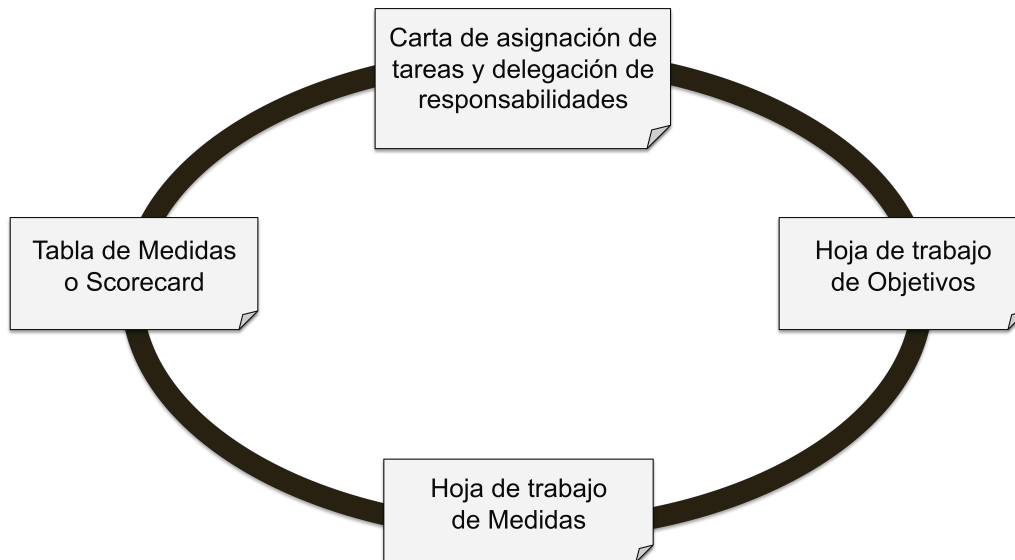 Carta de asignación de
tareas y delegación de
responsabilidades
Tabla de Medidas
o Scorecard
Hoja de trabajo
de Objetivos
Hoja de trabajo
de Medidas